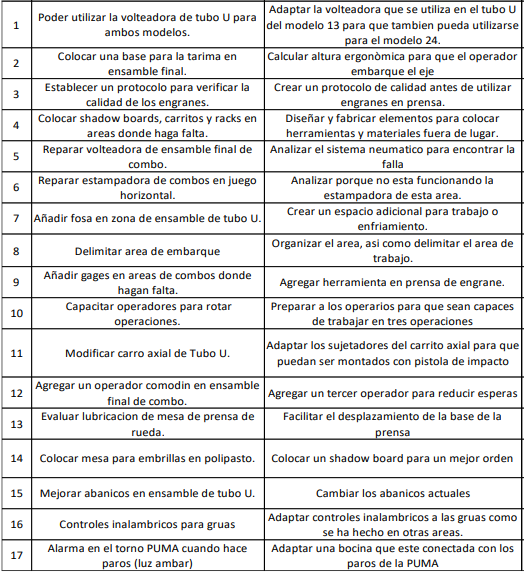 1
Poder utilizar la volteadora de tubo U para
ambos modelos.
Adaptar la volteadora que se utiliza en el tubo U
del modelo 13 para que tambien pueda utilizarse
para el modelo 24.
2
Colocar una base para la tarima en
ensamble final.
Calcular altura ergonòmica para que el operador
embarque el eje
3
Establecer un protocolo para verificar la
calidad de los engranes.
Crear un protocolo de calidad antes de utilizar
engranes en prensa.
4
Colocar shadow boards, carritos y racks en
areas donde haga falta.
Diseñar y fabricar elementos para colocar
herramientas y materiales fuera de lugar.
5
Reparar volteadora de ensamble final de
combo.
Analizar el sistema neumatico para encontrar la
falla
6
Reparar estampadora de combos en juego
horizontal.
Analizar porque no esta funcionando la
estampadora de esta area.
7
Añadir fosa en zona de ensamble de tubo U.
Crear un espacio adicional para trabajo o
enfriamiento.
8
Delimitar area de embarque
Organizar el area, asi como delimitar el area de
trabajo.
9
Añadir gages en areas de combos donde
hagan falta.
Agregar herramienta en prensa de engrane.
10
Capacitar operadores para rotar
operaciones.
Preparar a los operarios para que sean capaces
de trabajar en tres operaciones
11
Modificar carro axial de Tubo U.
Adaptar los sujetadores del carrito axial para que
puedan ser montados con pistola de impacto
12
Agregar un operador comodin en ensamble
final de combo.
Agregar un tercer operador para reducir esperas
13
Evaluar lubricacion de mesa de prensa de
rueda.
Facilitar el desplazamiento de la base de la
prensa
14
Colocar mesa para embrillas en polipasto.
Colocar un shadow board para un mejor orden
15
Mejorar abanicos en ensamble de tubo U.
Cambiar los abanicos actuales
16
Controles inalambricos para gruas
Adaptar controles inalambricos a las gruas como
se ha hecho en otras areas.
17
Alarma en el torno PUMA cuando hace
paros (luz ambar)
Adaptar una bocina que este conectada con los
paros de la PUMA